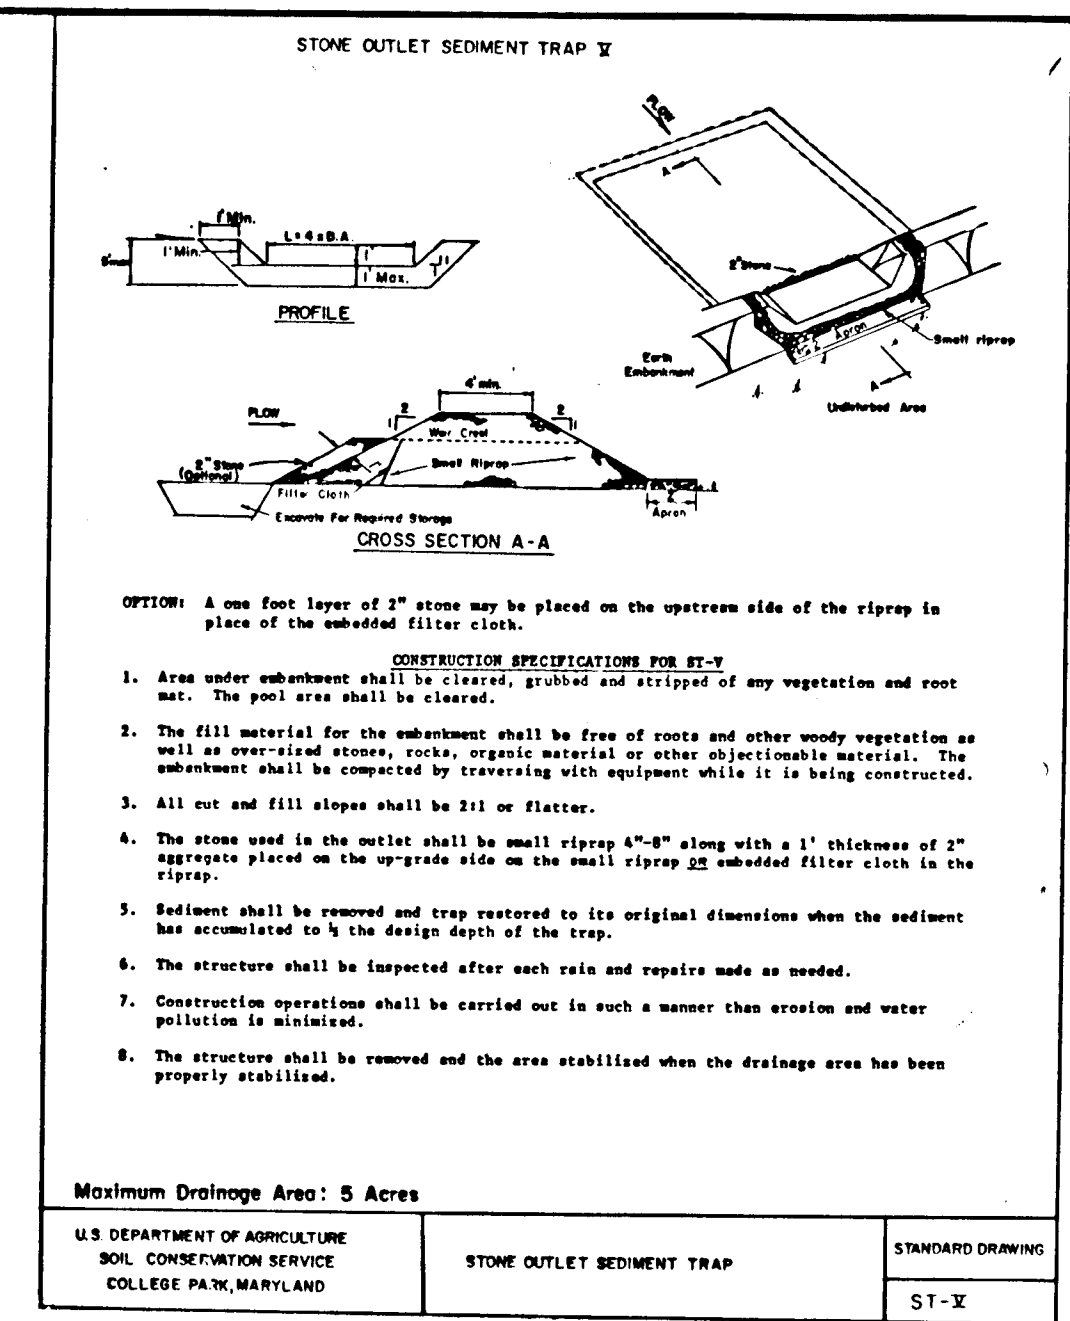 STONE OUTLET SEDIMENT TRAP V
FLOW
A
2" Stone
Apron
Small riprap
Earth
Embankment
A
Undisturbed Area
1' Min.
L = 4 x D.A.
1' Min.
1'
5' max
1' Max.
1
1
PROFILE
4' min.
FLOW
2
1
2
1
Weir Crest
2" Stone
(Optional)
Small Riprap
Filter Cloth
Apron
Excavate For Required Storage
CROSS SECTION A-A
OPTION: A one foot layer of 2" stone may be placed on the upstream side of the riprap in
place of the embedded filter cloth.
CONSTRUCTION SPECIFICATIONS FOR ST-V
1. Area under embankment shall be cleared, grubbed and stripped of any vegetation and root
mat. The pool area shall be cleared.
2. The fill material for the embankment shall be free of roots and other woody vegetation as
well as over-sized stones, rocks, organic material or other objectionable material. The
embankment shall be compacted by traversing with equipment while it is being constructed.
3. All cut and fill slopes shall be 2:1 or flatter.
4. The stone used in the outlet shall be small riprap 4"-8" along with a 1' thickness of 2"
aggregate placed on the up-grade side on the small riprap OR embedded filter cloth in the
riprap.
5. Sediment shall be removed and trap restored to its original dimensions when the sediment
has accumulated to ½ the design depth of the trap.
6. The structure shall be inspected after each rain and repairs made as needed.
7. Construction operations shall be carried out in such a manner than erosion and water
pollution is minimized.
8. The structure shall be removed and the area stabilized when the drainage area has been
properly stabilized.
Maximum Drainage Area: 5 Acres
U.S. DEPARTMENT OF AGRICULTURE
SOIL CONSERVATION SERVICE
COLLEGE PARK, MARYLAND
STONE OUTLET SEDIMENT TRAP
STANDARD DRAWING
ST-V